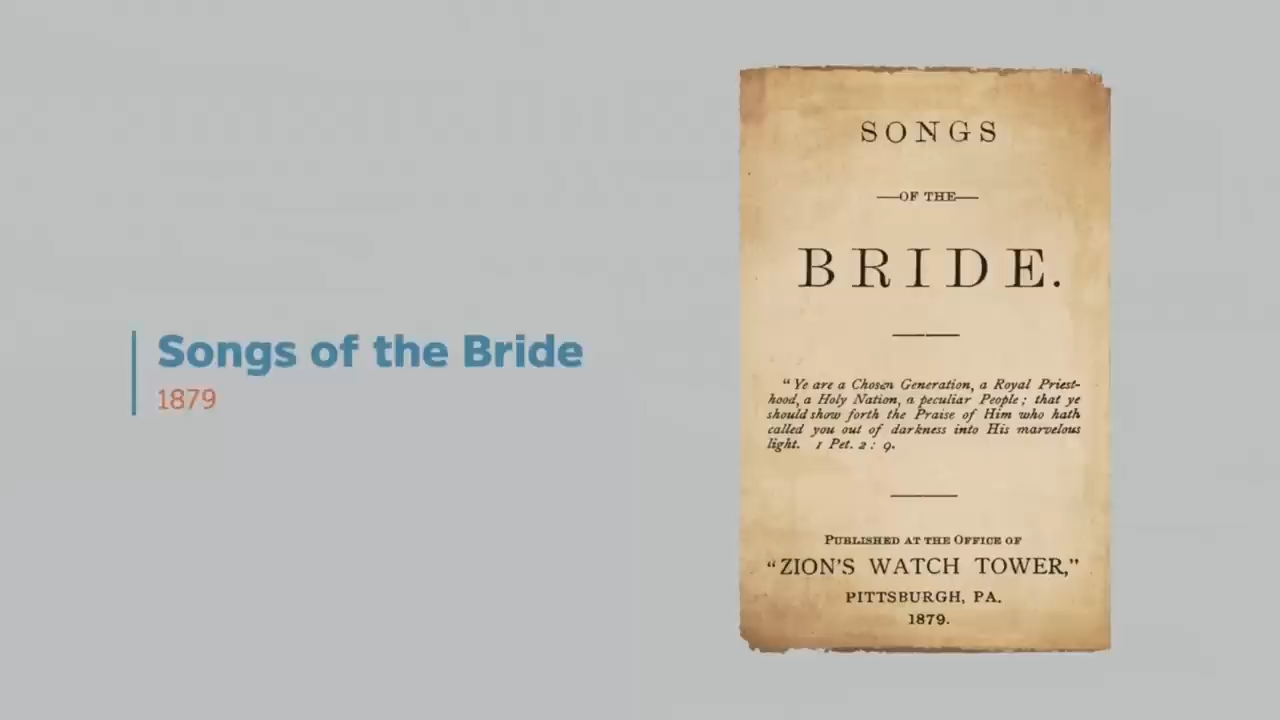 Songs of the Bride
1879
SONGS
—OF THE—
BRIDE.
“Ye are a Chosen Generation, a Royal Priest-
hood, a Holy Nation, a peculiar People; that ye
should show forth the Praise of Him who hath
called you out of darkness into His marvelous
light. 1 Pet. 2: 9.
PUBLISHED AT THE OFFICE OF
“ZION'S WATCH TOWER,”
PITTSBURGH, PA.
1879.